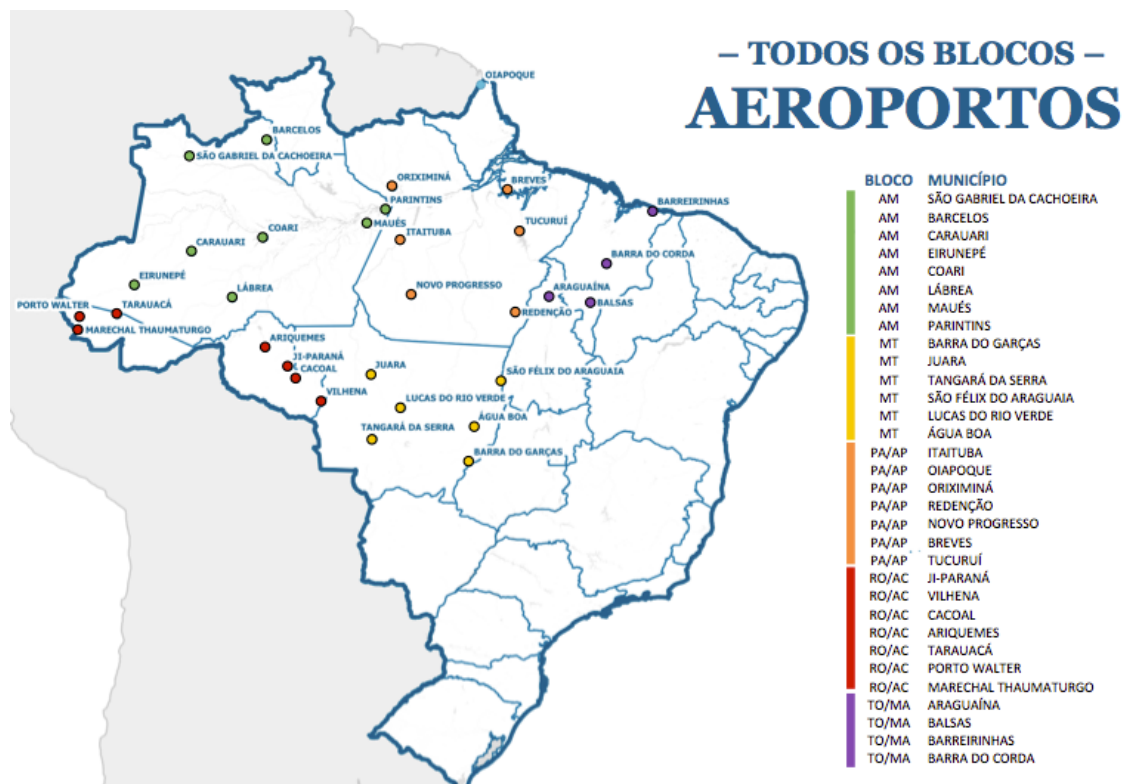 – TODOS OS BLOCOS –
AEROPORTOS
OIAPOQUE
BARCELOS
SÃO GABRIEL DA CACHOEIRA
ORIXIMINÁ
BREVES
PARINTINS
BARREIRINHAS
MAUÉS
TUCURUÍ
ITAITUBA
COARI
CARAUARI
BARRA DO CORDA
EIRUNEPÉ
LÁBREA
NOVO PROGRESSO
ARAGUAÍNA
BALSAS
PORTO WALTER
TARAUACÁ
REDENÇÃO
MARECHAL THAUMATURGO
ARIQUEMES
JI-PARANÁ
CACOAL
JUARA
SÃO FÉLIX DO ARAGUAIA
VILHENA
LUCAS DO RIO VERDE
ÁGUA BOA
TANGARÁ DA SERRA
BARRA DO GARÇAS
BLOCO MUNICÍPIO
AM SÃO GABRIEL DA CACHOEIRA
AM BARCELOS
AM CARAUARI
AM EIRUNEPÉ
AM COARI
AM LÁBREA
AM MAUÉS
AM PARINTINS
MT BARRA DO GARÇAS
MT JUARA
MT TANGARÁ DA SERRA
MT SÃO FÉLIX DO ARAGUAIA
MT LUCAS DO RIO VERDE
MT ÁGUA BOA
PA/AP ITAITUBA
PA/AP OIAPOQUE
PA/AP ORIXIMINÁ
PA/AP REDENÇÃO
PA/AP NOVO PROGRESSO
PA/AP BREVES
PA/AP TUCURUÍ
RO/AC JI-PARANÁ
RO/AC VILHENA
RO/AC CACOAL
RO/AC ARIQUEMES
RO/AC TARAUACÁ
RO/AC PORTO WALTER
RO/AC MARECHAL THAUMATURGO
TO/MA ARAGUAÍNA
TO/MA BALSAS
TO/MA BARREIRINHAS
TO/MA BARRA DO CORDA